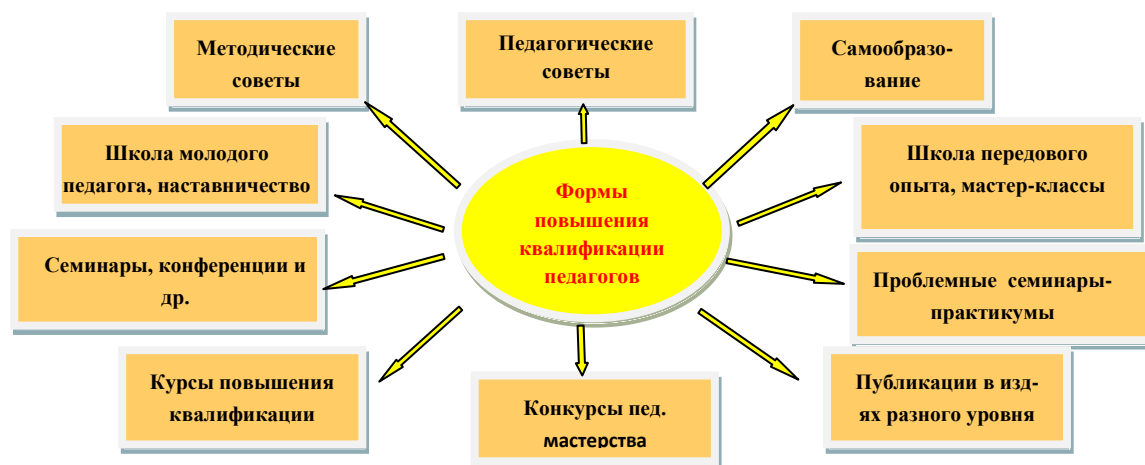 Методические
советы
Педагогические
советы
Самообразо-
вание
Школа молодого
педагога, наставничество
Школа передового
опыта, мастер-классы
Формы
повышения
квалификации
педагогов
Семинары, конференции и
др.
Проблемные семинары-
практикумы
Курсы повышения
квалификации
Конкурсы пед.
мастерства
Публикации в изд-
ях разного уровня